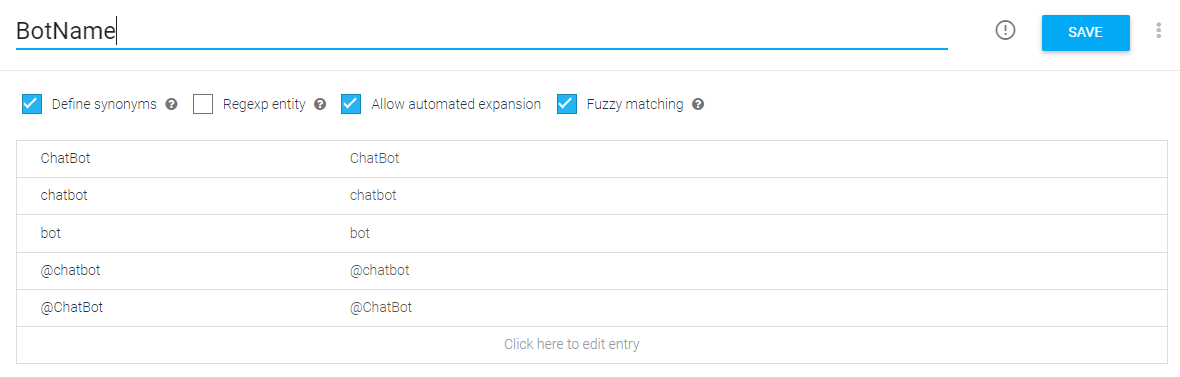 BotName
SAVE
Define synonyms Regexp entity Allow automated expansion Fuzzy matching
ChatBot ChatBot
chatbot chatbot
bot bot
@chatbot @chatbot
@ChatBot @ChatBot
Click here to edit entry